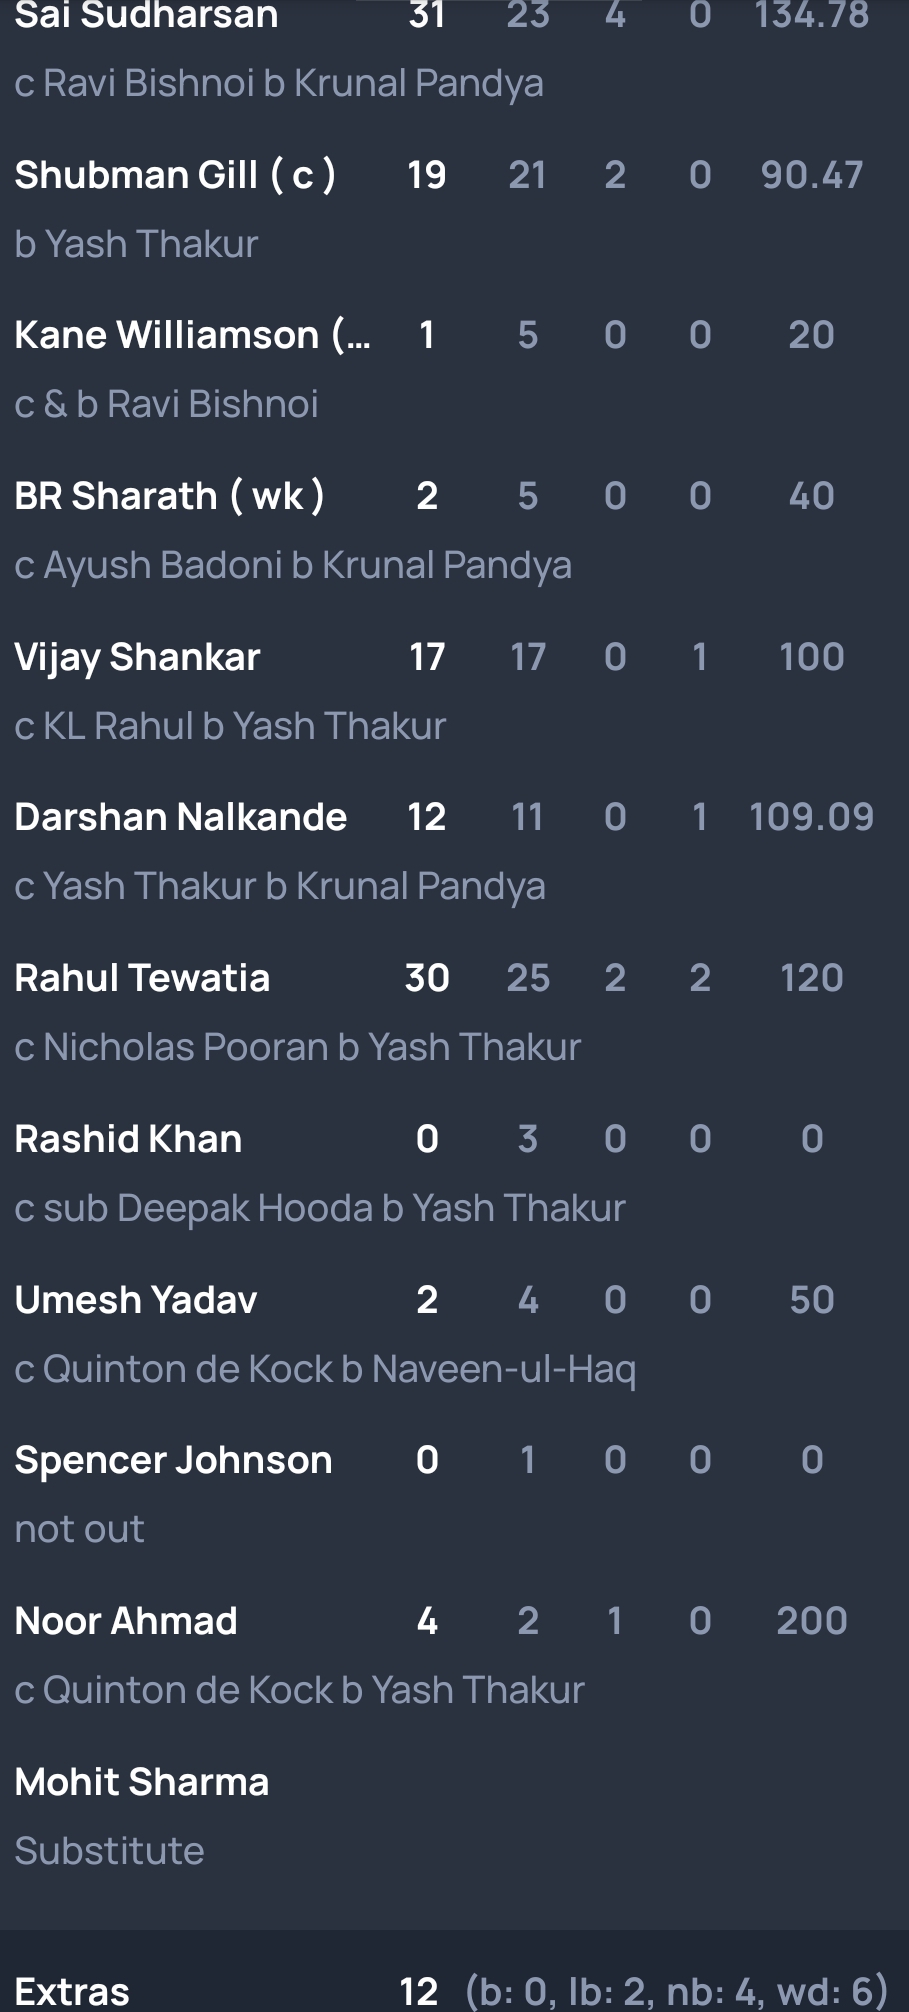 Sai Sudharsan 31 23 4 0 134.78
c Ravi Bishnoi b Krunal Pandya
Shubman Gill ( c ) 19 21 2 0 90.47
b Yash Thakur
Kane Williamson (... 1 5 0 0 20
c & b Ravi Bishnoi
BR Sharath ( wk ) 2 5 0 0 40
c Ayush Badoni b Krunal Pandya
Vijay Shankar 17 17 0 1 100
c KL Rahul b Yash Thakur
Darshan Nalkande 12 11 0 1 109.09
c Yash Thakur b Krunal Pandya
Rahul Tewatia 30 25 2 2 120
c Nicholas Pooran b Yash Thakur
Rashid Khan 0 3 0 0 0
c sub Deepak Hooda b Yash Thakur
Umesh Yadav 2 4 0 0 50
c Quinton de Kock b Naveen-ul-Haq
Spencer Johnson 0 1 0 0 0
not out
Noor Ahmad 4 2 1 0 200
c Quinton de Kock b Yash Thakur
Mohit Sharma
Substitute
Extras 12 (b: 0, lb: 2, nb: 4, wd: 6)